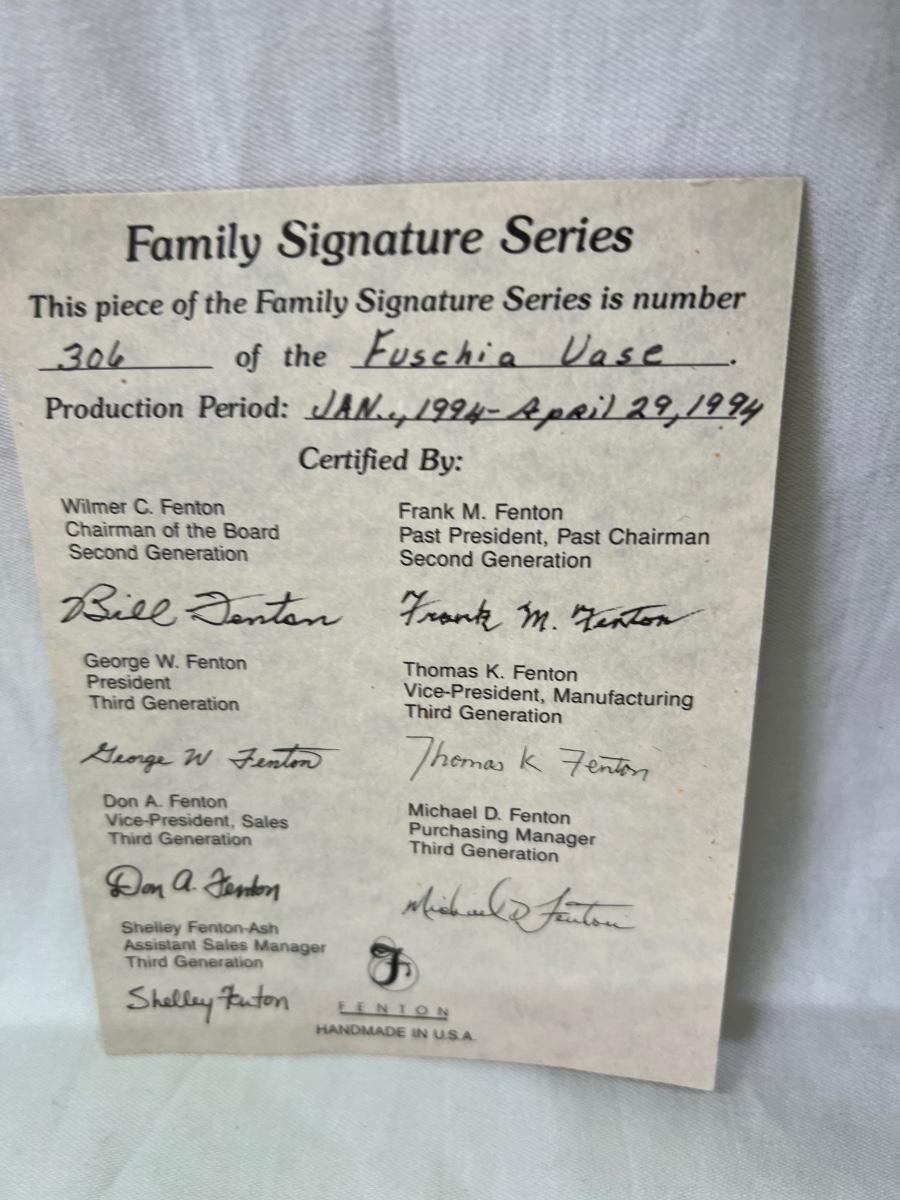 Family Signature Series
This piece of the Family Signature Series is number
306 of the Fuschia Vase.
Production Period: JAN., 1994- April 29, 1994
Certified By:
Wilmer C. Fenton
Chairman of the Board
Second Generation
Bill Fenton
Frank M. Fenton
Past President, Past Chairman
Second Generation
Frank M. Fenton
George W. Fenton
President
Third Generation
George W Fenton
Thomas K. Fenton
Vice-President, Manufacturing
Third Generation
Thomas K Fenton
Don A. Fenton
Vice-President, Sales
Third Generation
Don A. Fenton
Michael D. Fenton
Purchasing Manager
Third Generation
Michael D Fenton
Shelley Fenton-Ash
Assistant Sales Manager
Third Generation
Shelley Fenton
F
FENTON
HANDMADE IN U.S.A.